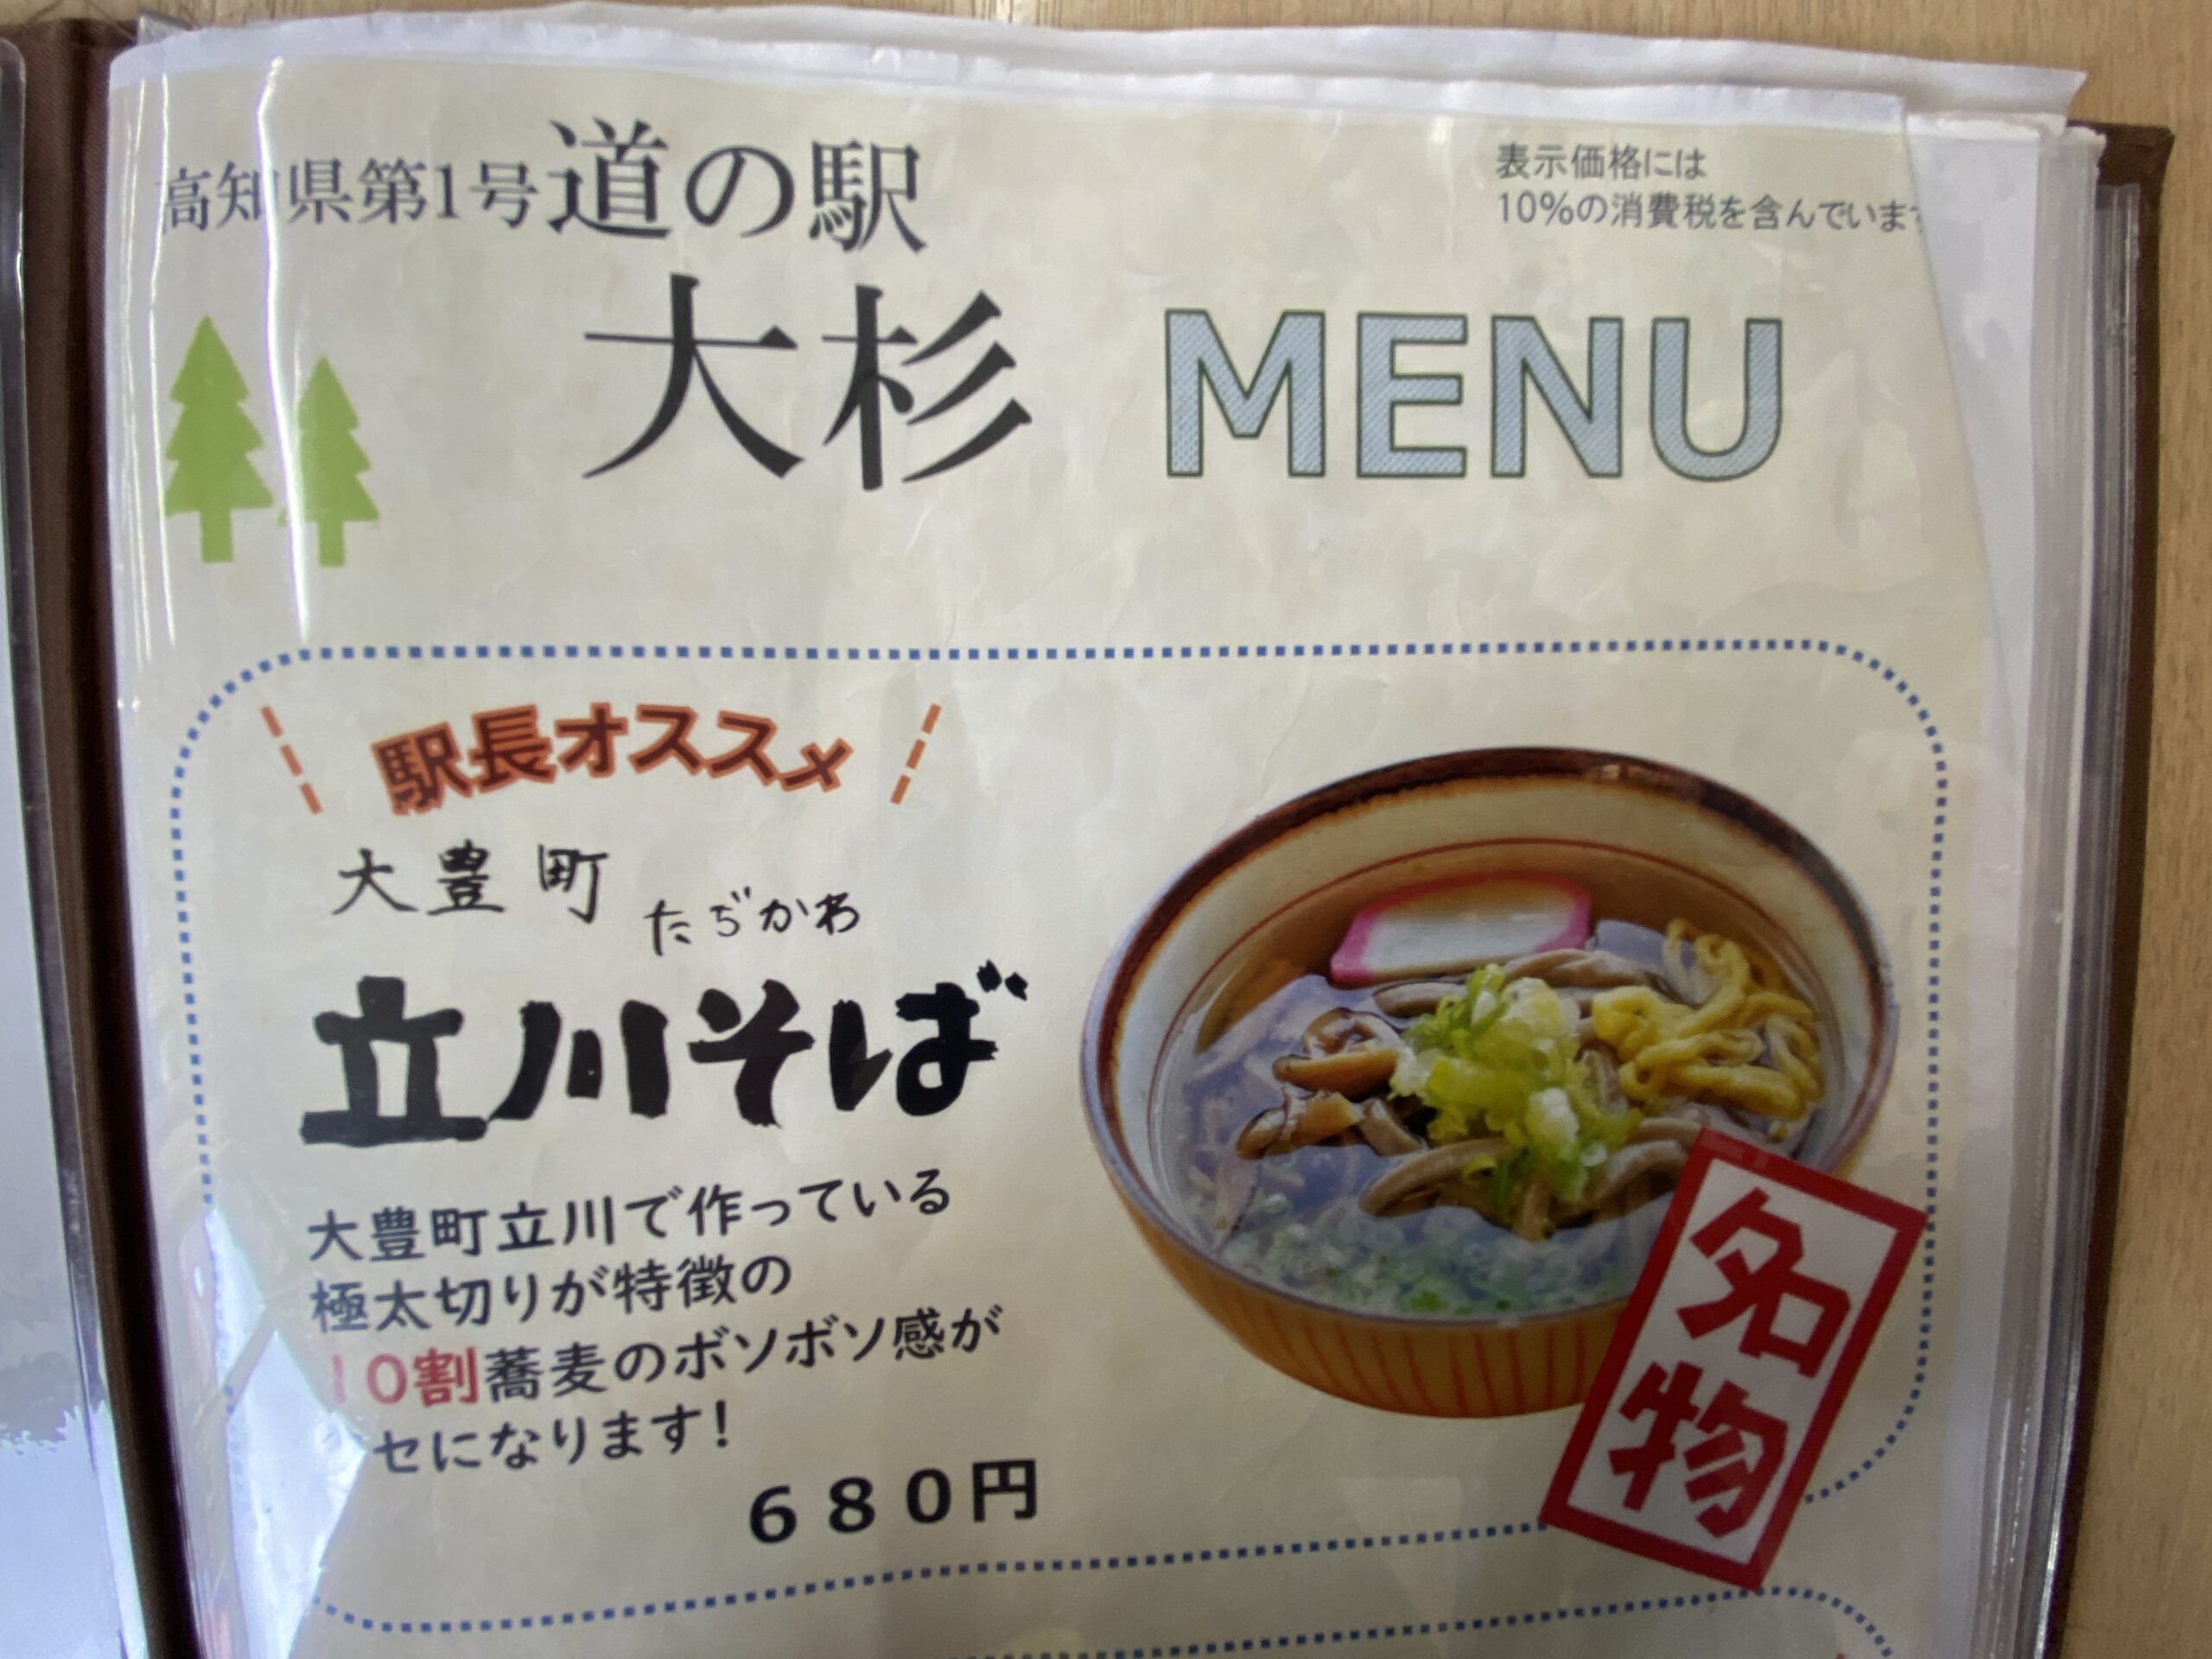 高知県第1号道の駅
大杉 MENU
表示価格には
10%の消費税を含んでいます
駅長オススメ
大豊町
たぢかわ
立川そば
大豊町立川で作っている
極太切りが特徴の
10割蕎麦のボソボソ感が
セになります!
680円
名物